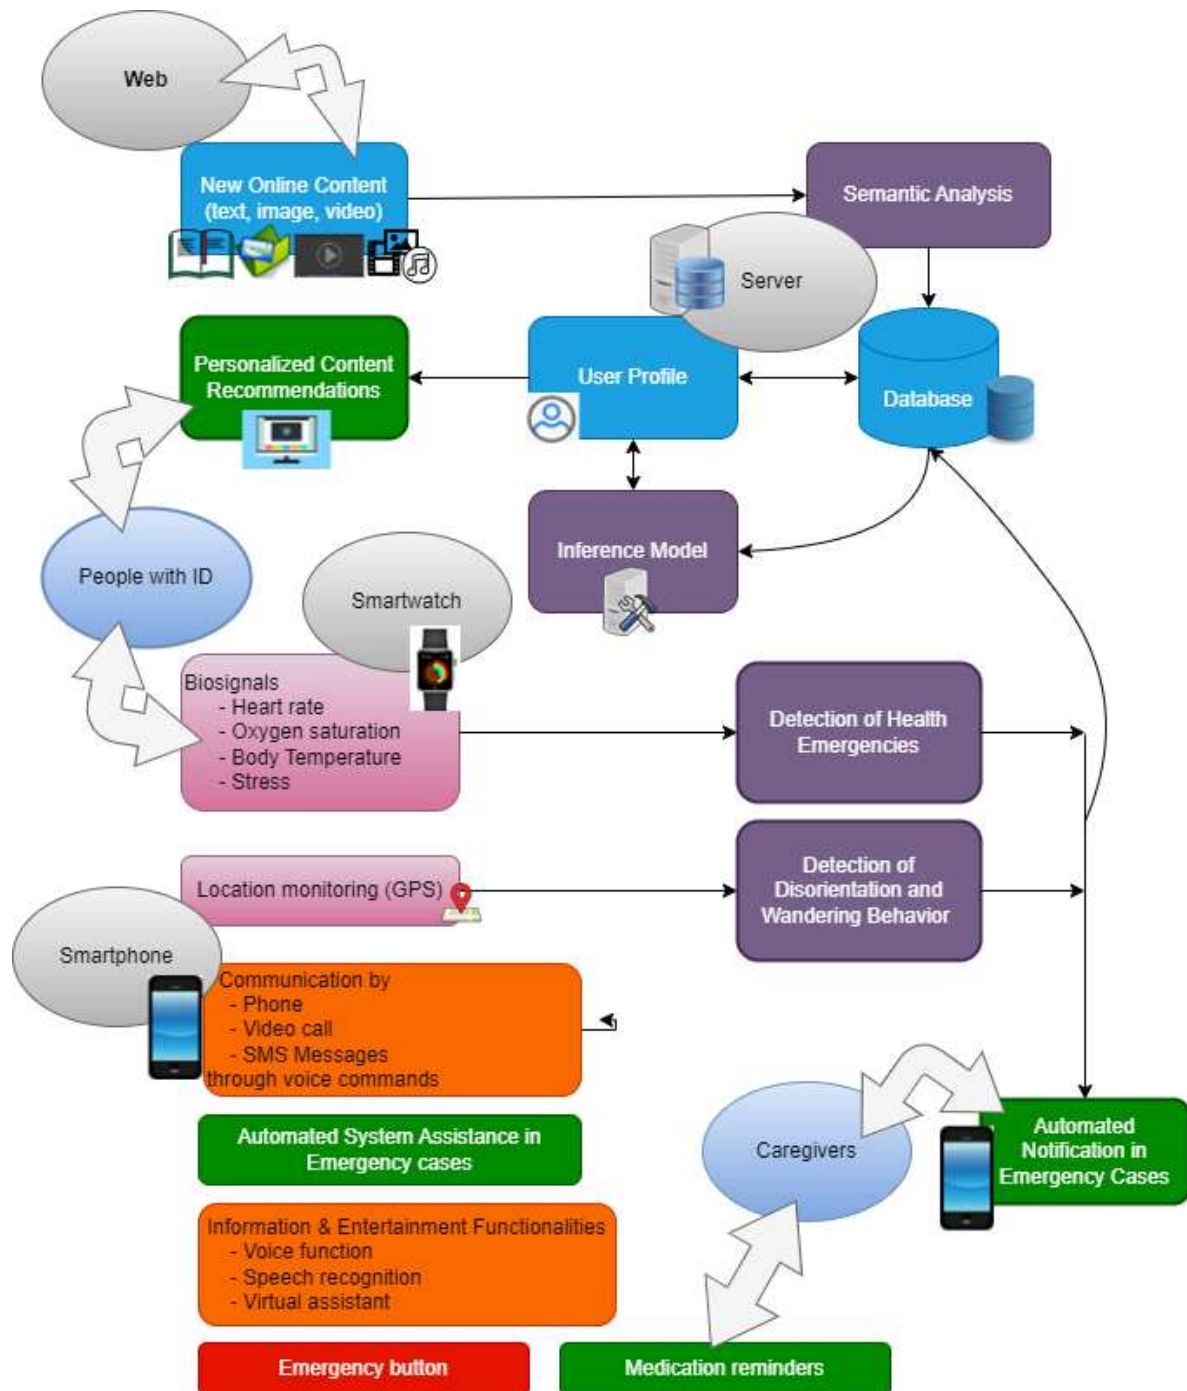 Web
New Online Content
(text, image, video)
Semantic Analysis
Server
Personalized Content
Recommendations
User Profile
Database
Inference Model
People with ID
Smartwatch
Biosignals
- Heart rate
- Oxygen saturation
- Body Temperature
- Stress
Detection of Health
Emergencies
Location monitoring (GPS)
Detection of
Disorientation and
Wandering Behavior
Smartphone
Communication by
- Phone
- Video call
- SMS Messages
through voice commands
Automated System Assistance in
Emergency cases
Caregivers
Automated
Notification in
Emergency Cases
Information & Entertainment Functionalities
- Voice function
- Speech recognition
- Virtual assistant
Emergency button
Medication reminders